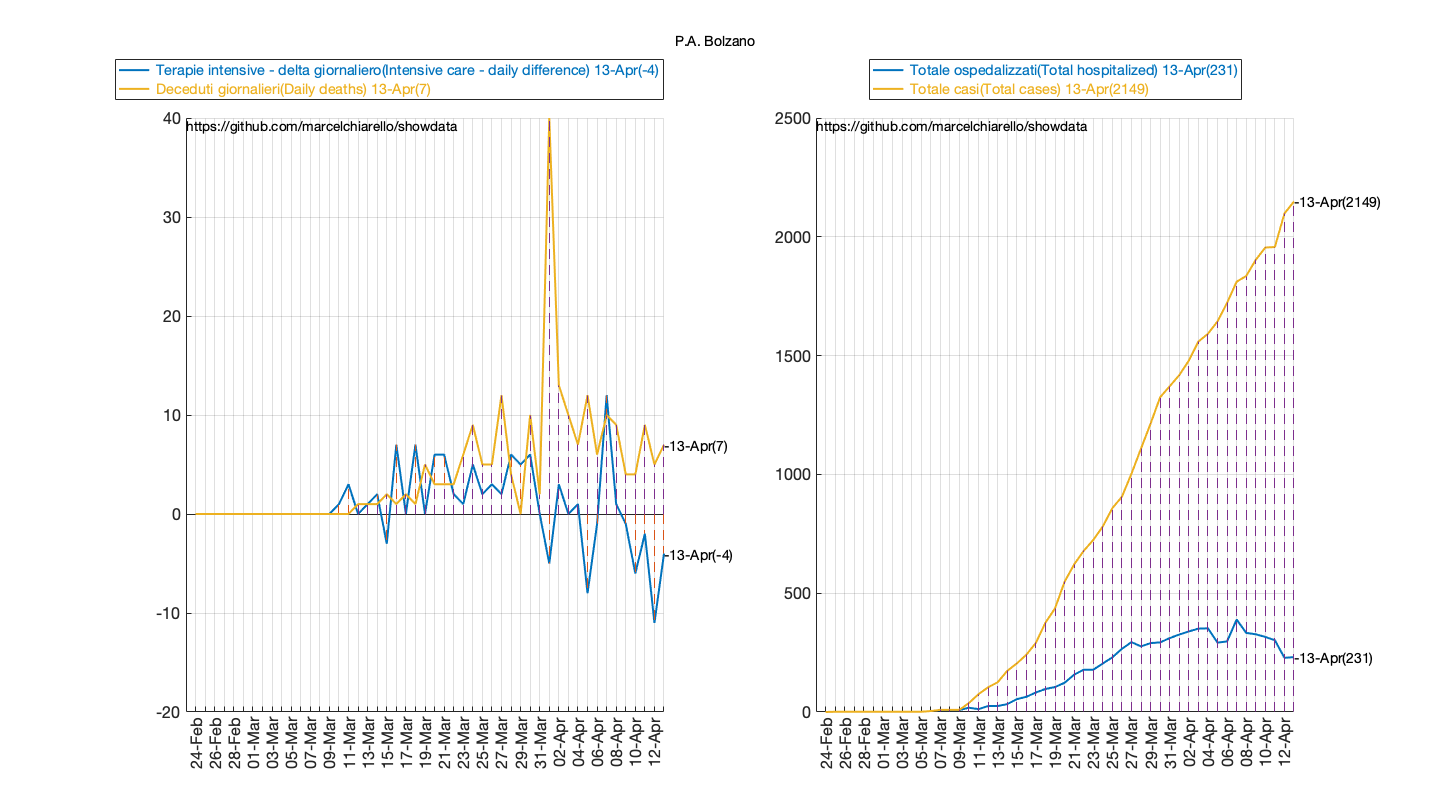 P.A. Bolzano
Terapie intensive - delta giornaliero(Intensive care - daily difference) 13-Apr(-4)
Deceduti giornalieri(Daily deaths) 13-Apr(7)
https://github.com/marcelchiarello/showdata
40
30
20
10
0
-10
-20
-13-Apr(7)
-13-Apr(-4)
24-Feb
26-Feb
28-Feb
01-Mar
03-Mar
05-Mar
07-Mar
09-Mar
11-Mar
13-Mar
15-Mar
17-Mar
19-Mar
21-Mar
23-Mar
25-Mar
27-Mar
29-Mar
31-Mar
02-Apr
04-Apr
06-Apr
08-Apr
10-Apr
12-Apr
Totale ospedalizzati(Total hospitalized) 13-Apr(231)
Totale casi(Total cases) 13-Apr(2149)
https://github.com/marcelchiarello/showdata
2500
2000
1500
1000
500
0
-13-Apr(2149)
-13-Apr(231)
24-Feb
26-Feb
28-Feb
01-Mar
03-Mar
05-Mar
07-Mar
09-Mar
11-Mar
13-Mar
15-Mar
17-Mar
19-Mar
21-Mar
23-Mar
25-Mar
27-Mar
29-Mar
31-Mar
02-Apr
04-Apr
06-Apr
08-Apr
10-Apr
12-Apr